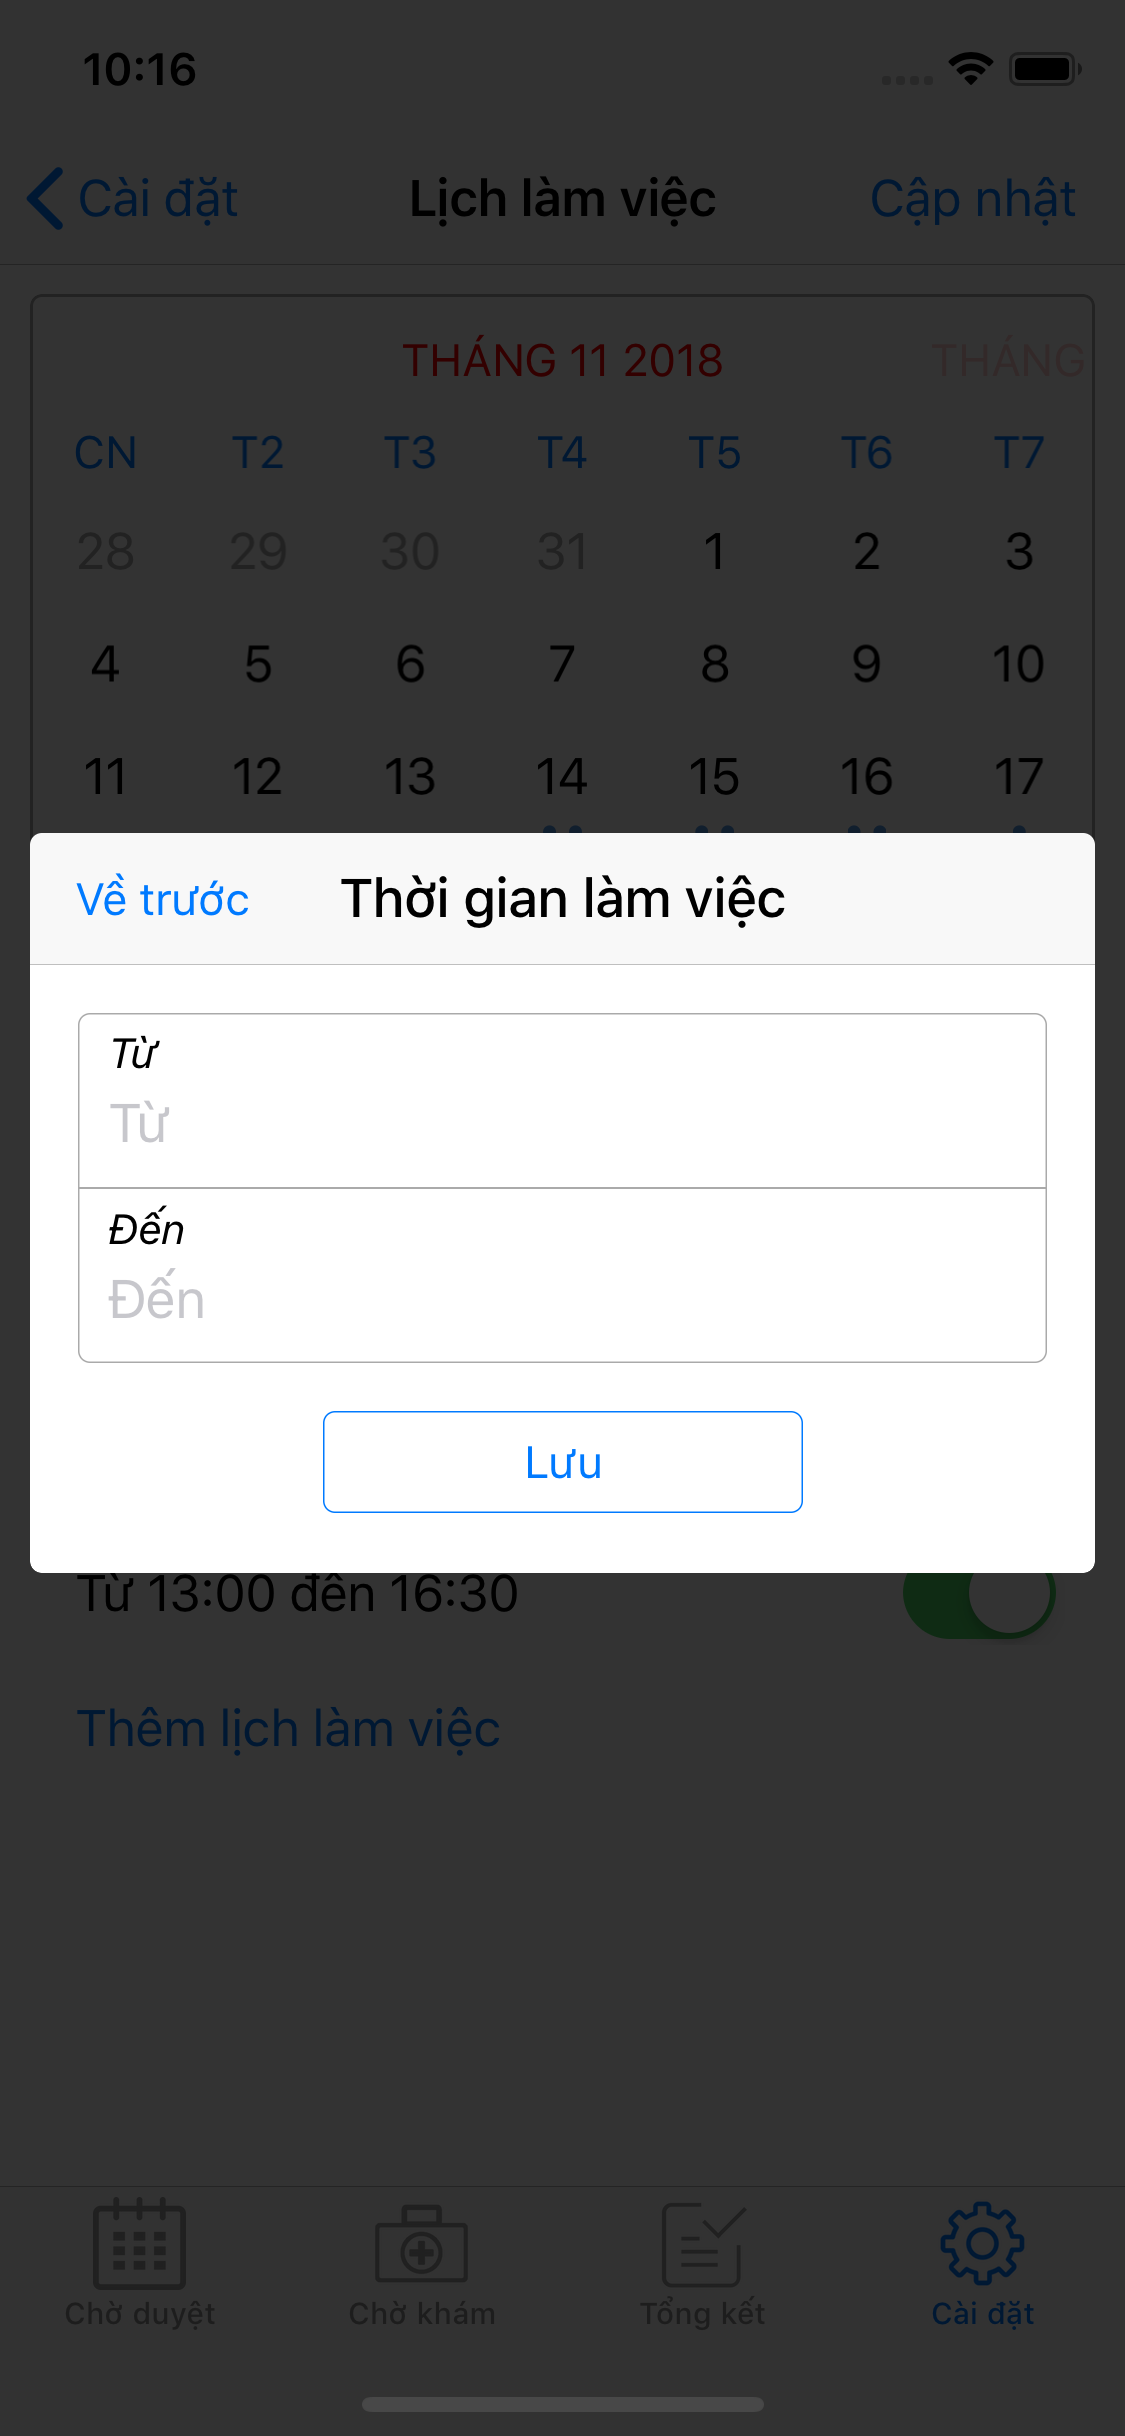 10:16
Cài đặt Lịch làm việc Cập nhật
THÁNG 11 2018 THÁNG
CN T2 T3 T4 T5 T6 T7
28 29 30 31 1 2 3
4 5 6 7 8 9 10
11 12 13 14 15 16 17
Về trước Thời gian làm việc
Từ
Từ
Đến
Đến
Lưu
Từ 13:00 đến 16:30
Thêm lịch làm việc
Chờ duyệt Chờ khám Tổng kết Cài đặt